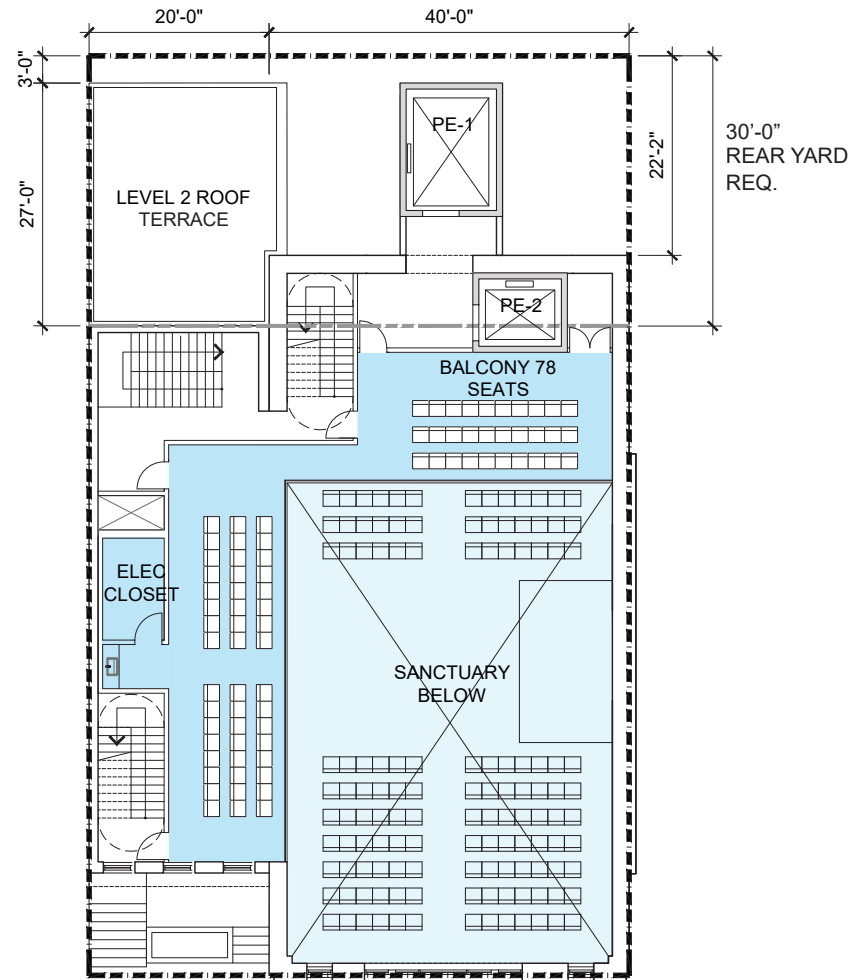 20'-0"
40'-0"
3'-0"
27'-0"
22'-2"
30’-0”
REAR YARD
REQ.
PE-1
LEVEL 2 ROOF
TERRACE
PE-2
BALCONY 78
SEATS
ELEC
CLOSET
SANCTUARY
BELOW